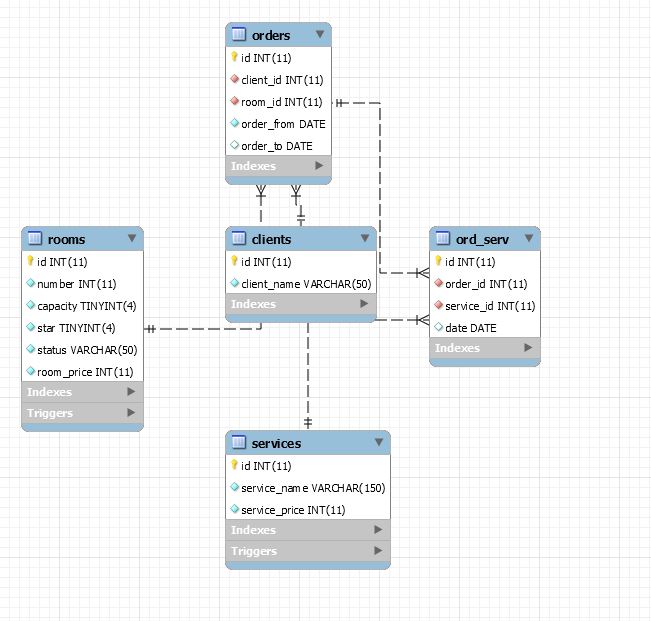 orders
id INT(11)
client_id INT(11)
room_id INT(11)
order_from DATE
order_to DATE
Indexes
rooms
id INT(11)
number INT(11)
capacity TINYINT(4)
star TINYINT(4)
status VARCHAR(50)
room_price INT(11)
Indexes
Triggers
clients
id INT(11)
client_name VARCHAR(50)
Indexes
ord_serv
id INT(11)
order_id INT(11)
service_id INT(11)
date DATE
Indexes
services
id INT(11)
service_name VARCHAR(150)
service_price INT(11)
Indexes
Triggers